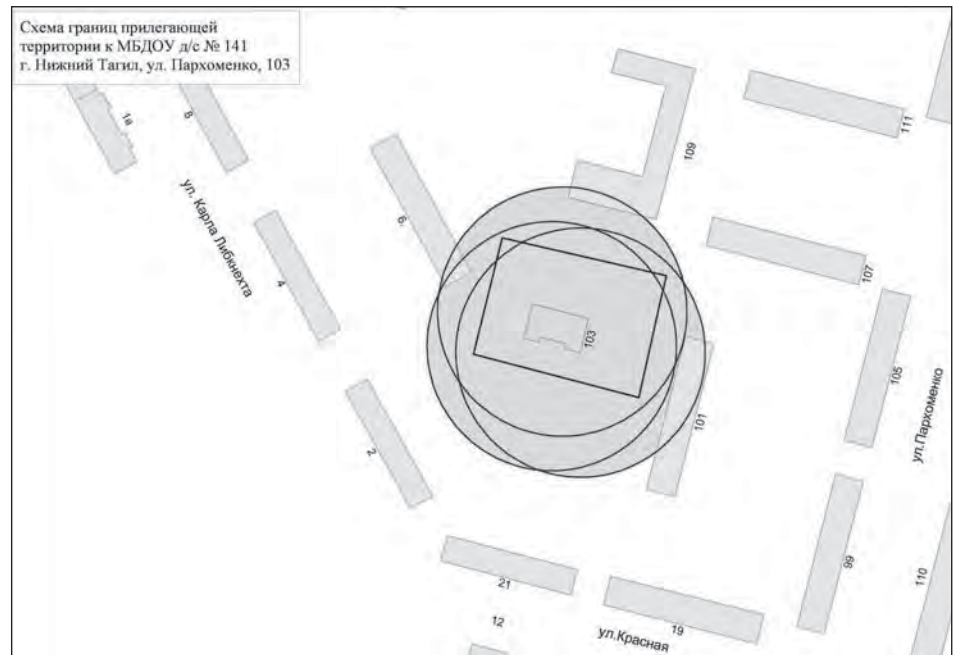 Схема границ прилегающей
территории к МБДОУ д/с № 141
г. Нижний Тагил, ул. Пархоменко, 103
1а
8
109
111
6
ул. Карла Либкнехта
4
107
103
105
ул.Пархоменко
101
2
99
110
21
12
19
ул.Красная